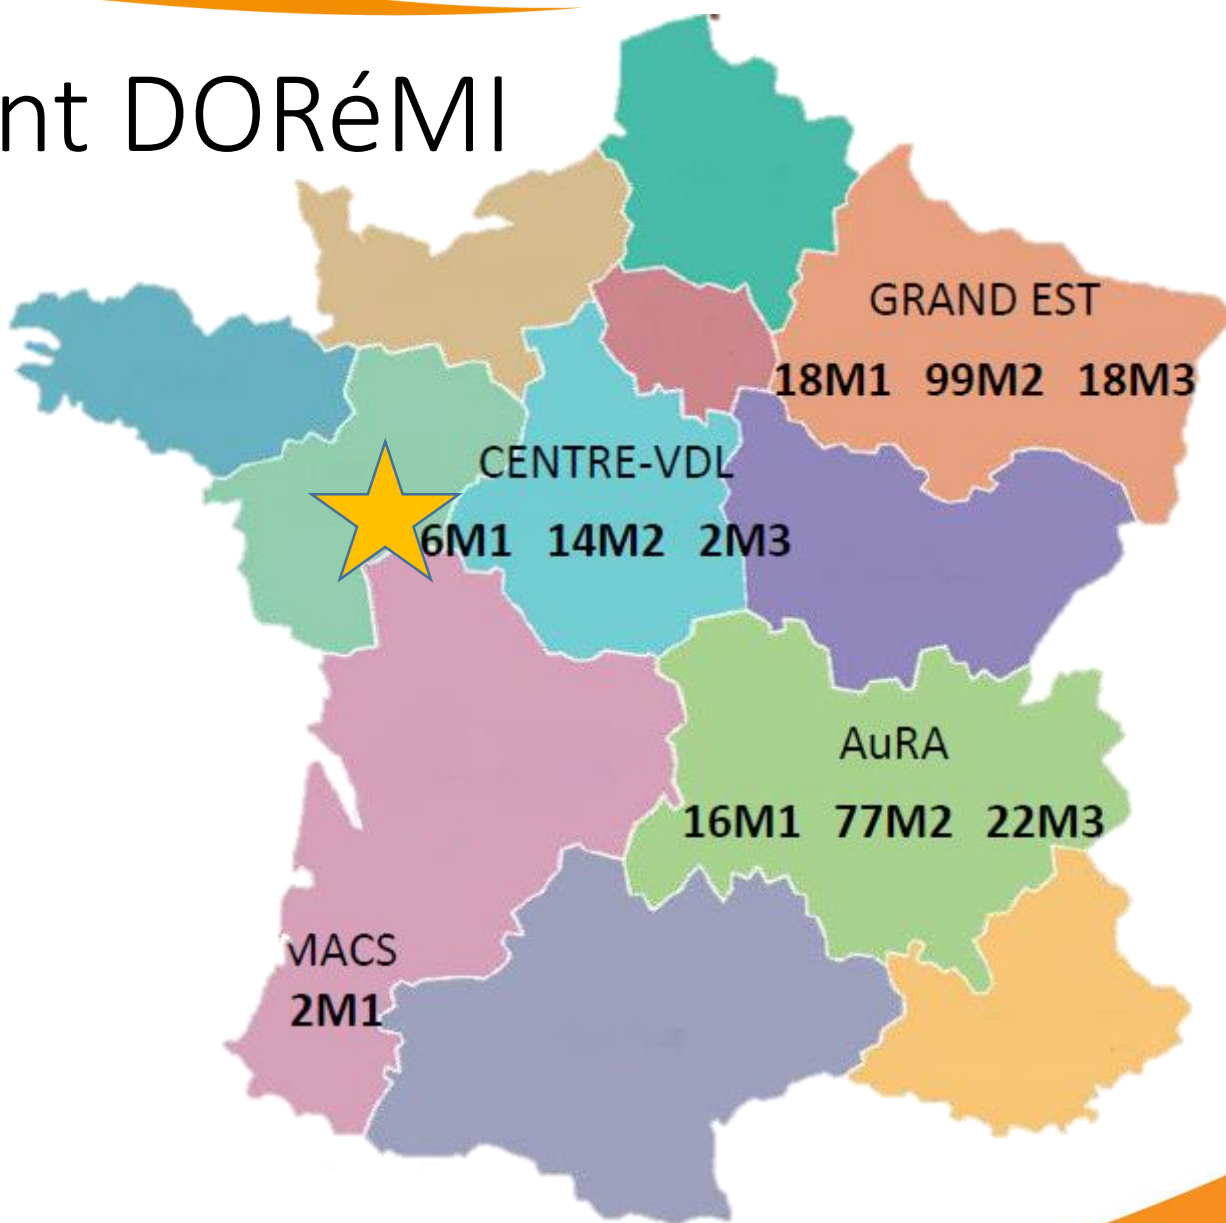 nt DORéMI
GRAND EST
18M1 99M2 18M3
CENTRE-VDL
6M1 14M2 2M3
AuRA
16M1 77M2 22M3
MACS
2M1